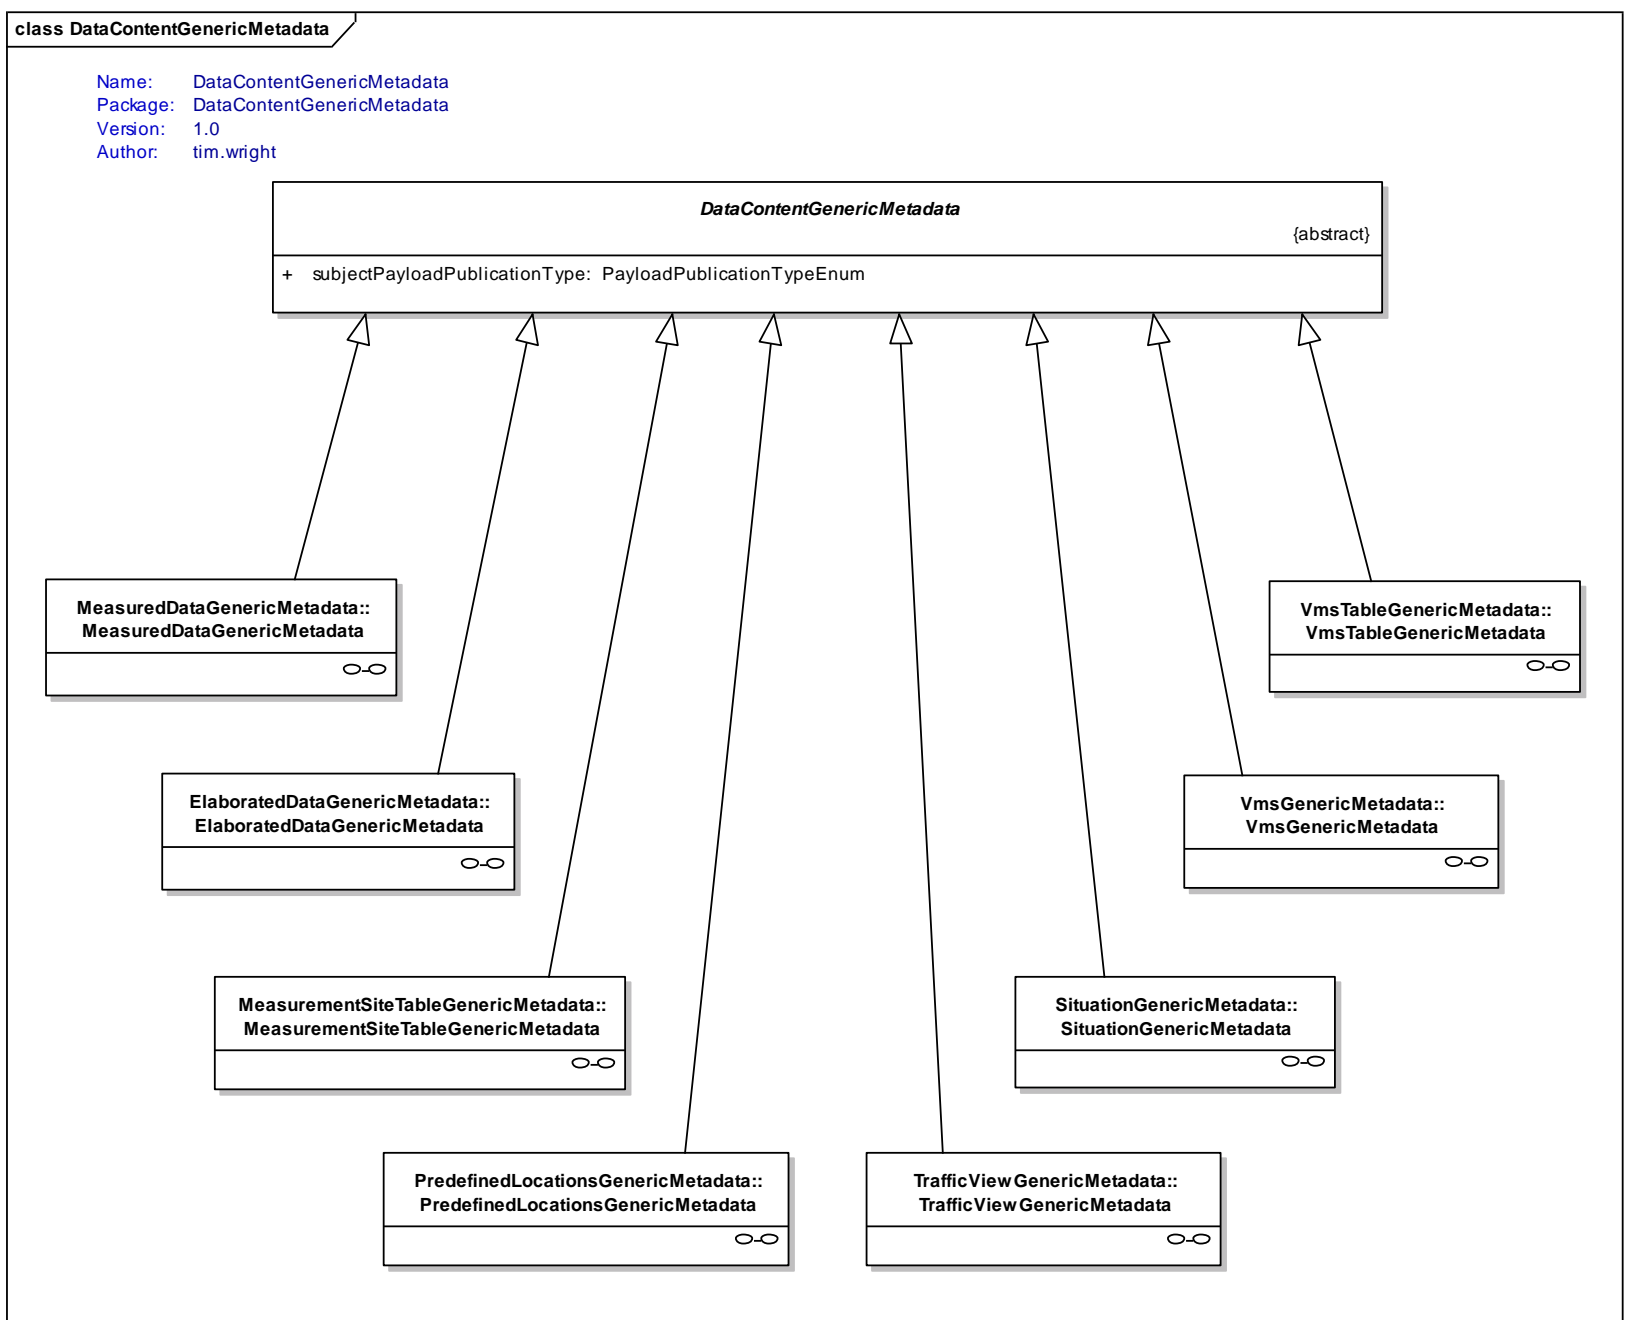 class DataContentGenericMetadata
Name: DataContentGenericMetadata
Package: DataContentGenericMetadata
Version: 1.0
Author: tim.wright
DataContentGenericMetadata
{abstract}
+ subjectPayloadPublicationType: PayloadPublicationTypeEnum
MeasuredDataGenericMetadata::
MeasuredDataGenericMetadata
VmsTableGenericMetadata::
VmsTableGenericMetadata
ElaboratedDataGenericMetadata::
ElaboratedDataGenericMetadata
VmsGenericMetadata::
VmsGenericMetadata
MeasurementSiteTableGenericMetadata::
MeasurementSiteTableGenericMetadata
SituationGenericMetadata::
SituationGenericMetadata
PredefinedLocationsGenericMetadata::
PredefinedLocationsGenericMetadata
TrafficViewGenericMetadata::
TrafficViewGenericMetadata